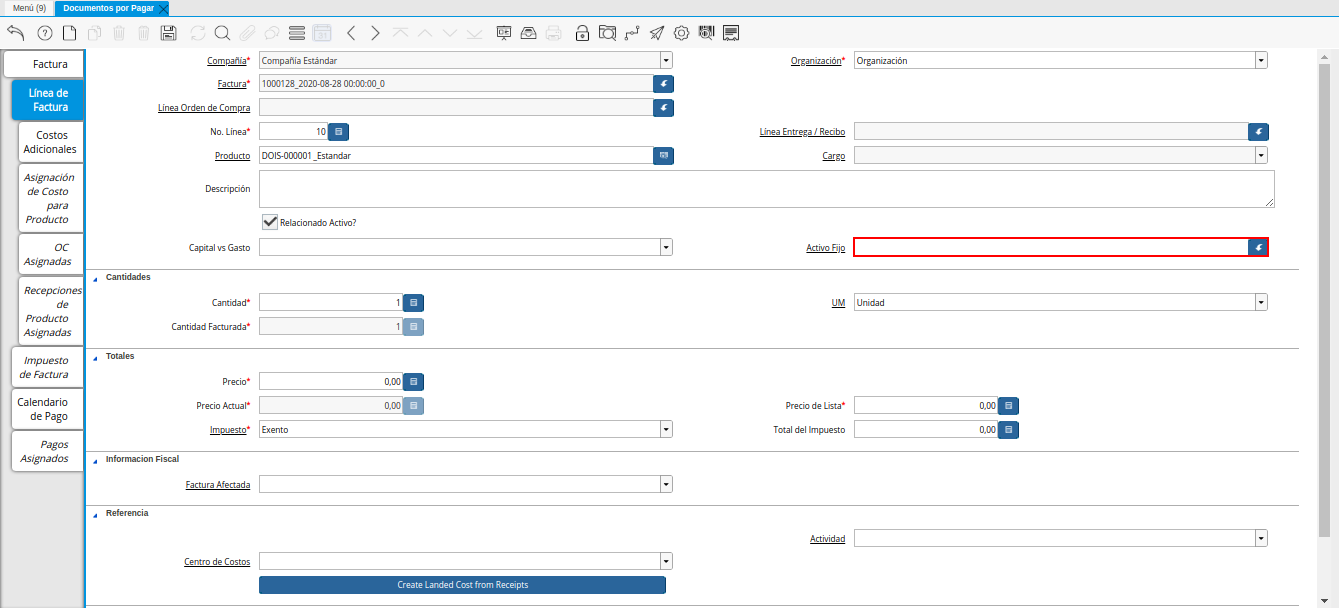 Menú (9) Documentos por Pagar
Factura
Línea de
Factura
Costos
Adicionales
Asignación
de Costo
para
Producto
OC
Asignadas
Recepciones
de
Producto
Asignadas
Impuesto
de Factura
Calendario
de Pago
Pagos
Asignados
Compañía* Compañía Estándar Organización* Organización
Factura* 1000128_2020-08-28 00:00:00_0
Línea Orden de Compra
No. Línea* 10 Línea Entrega / Recibo
Producto DOIS-000001_Estandar Cargo
Descripción
Relacionado Activo?
Capital vs Gasto Activo Fijo
Cantidades
Cantidad* 1 UM Unidad
Cantidad Facturada* 1
Totales
Precio* 0,00
Precio Actual* 0,00 Precio de Lista* 0,00
Impuesto* Exento Total del Impuesto 0,00
Informacion Fiscal
Factura Afectada
Referencia
Actividad
Centro de Costos
Create Landed Cost from Receipts